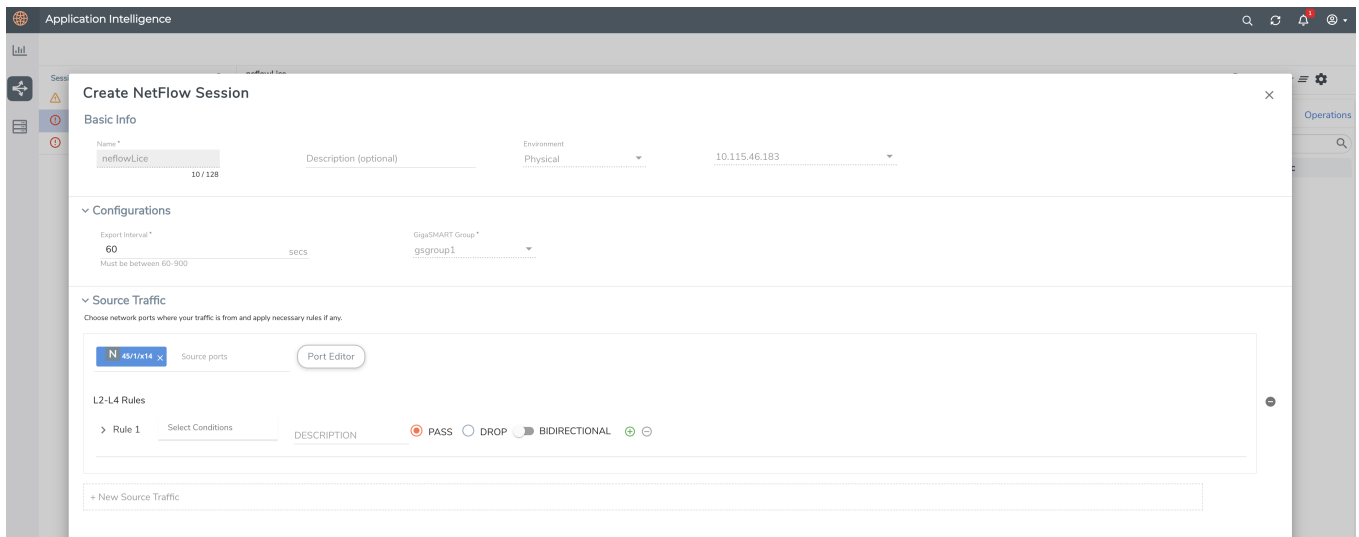 Application Intelligence
1
Sess
Create NetFlow Session
Basic Info
Operations
Name *
Environment
neflowLice
Description (optional)
Physical
10.115.46.183
10 / 128
Configurations
Export Interval *
GigaSMART Group *
60
secs
gsgroup1
Must be between 60-900
Source Traffic
Choose network ports where your traffic is from and apply necessary rules if any.
N 45/1/x14 x
Source ports
Port Editor
L2-L4 Rules
Rule 1
Select Conditions
DESCRIPTION
PASS
DROP
BIDIRECTIONAL
+ New Source Traffic